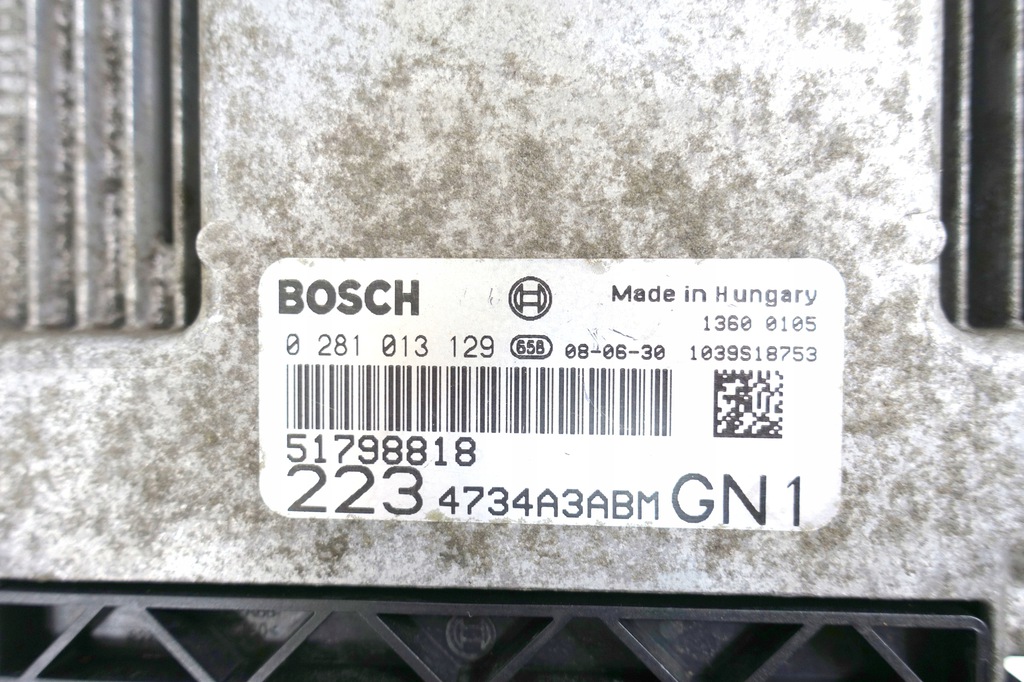 BOSCH Made in Hungary
1360 0105
0 281 013 129 658 08-06-30 1039S18753
51798818
223 4734A3ABM GN1